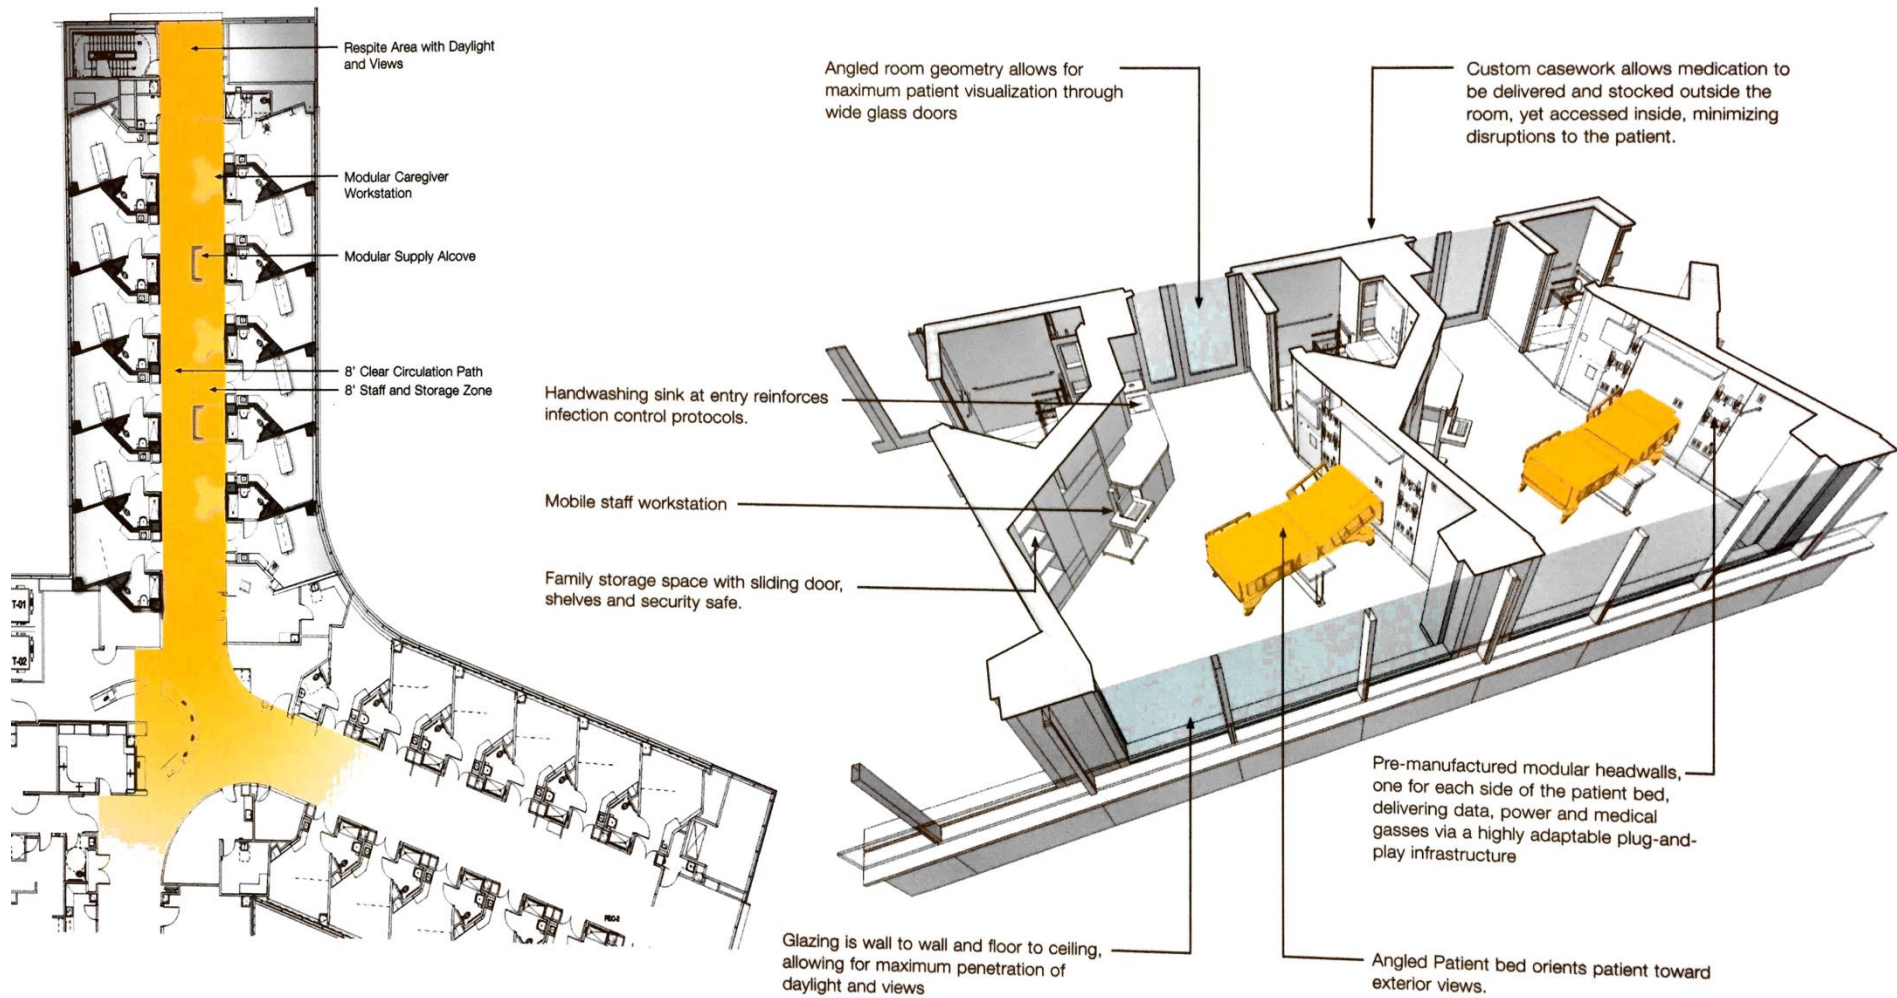 Respite Area with Daylight
and Views
Modular Caregiver
Workstation
Modular Supply Alcove
8' Clear Circulation Path
8' Staff and Storage Zone
T-01
T-02
Angled room geometry allows for
maximum patient visualization through
wide glass doors
Custom casework allows medication to
be delivered and stocked outside the
room, yet accessed inside, minimizing
disruptions to the patient.
Handwashing sink at entry reinforces
infection control protocols.
Mobile staff workstation
Family storage space with sliding door,
shelves and security safe.
Pre-manufactured modular headwalls,
one for each side of the patient bed,
delivering data, power and medical
gasses via a highly adaptable plug-and-
play infrastructure
Glazing is wall to wall and floor to ceiling,
allowing for maximum penetration of
daylight and views
Angled Patient bed orients patient toward
exterior views.